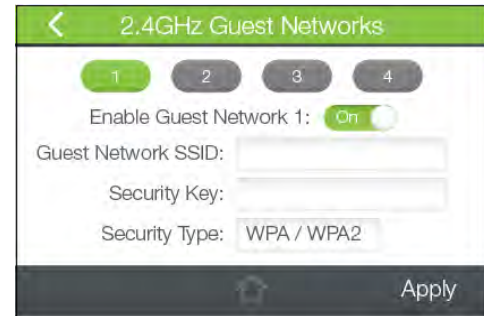 2.4GHz Guest Networks
1 2 3 4
Enable Guest Network 1: On
Guest Network SSID:
Security Key:
Security Type: WPA / WPA2
Apply